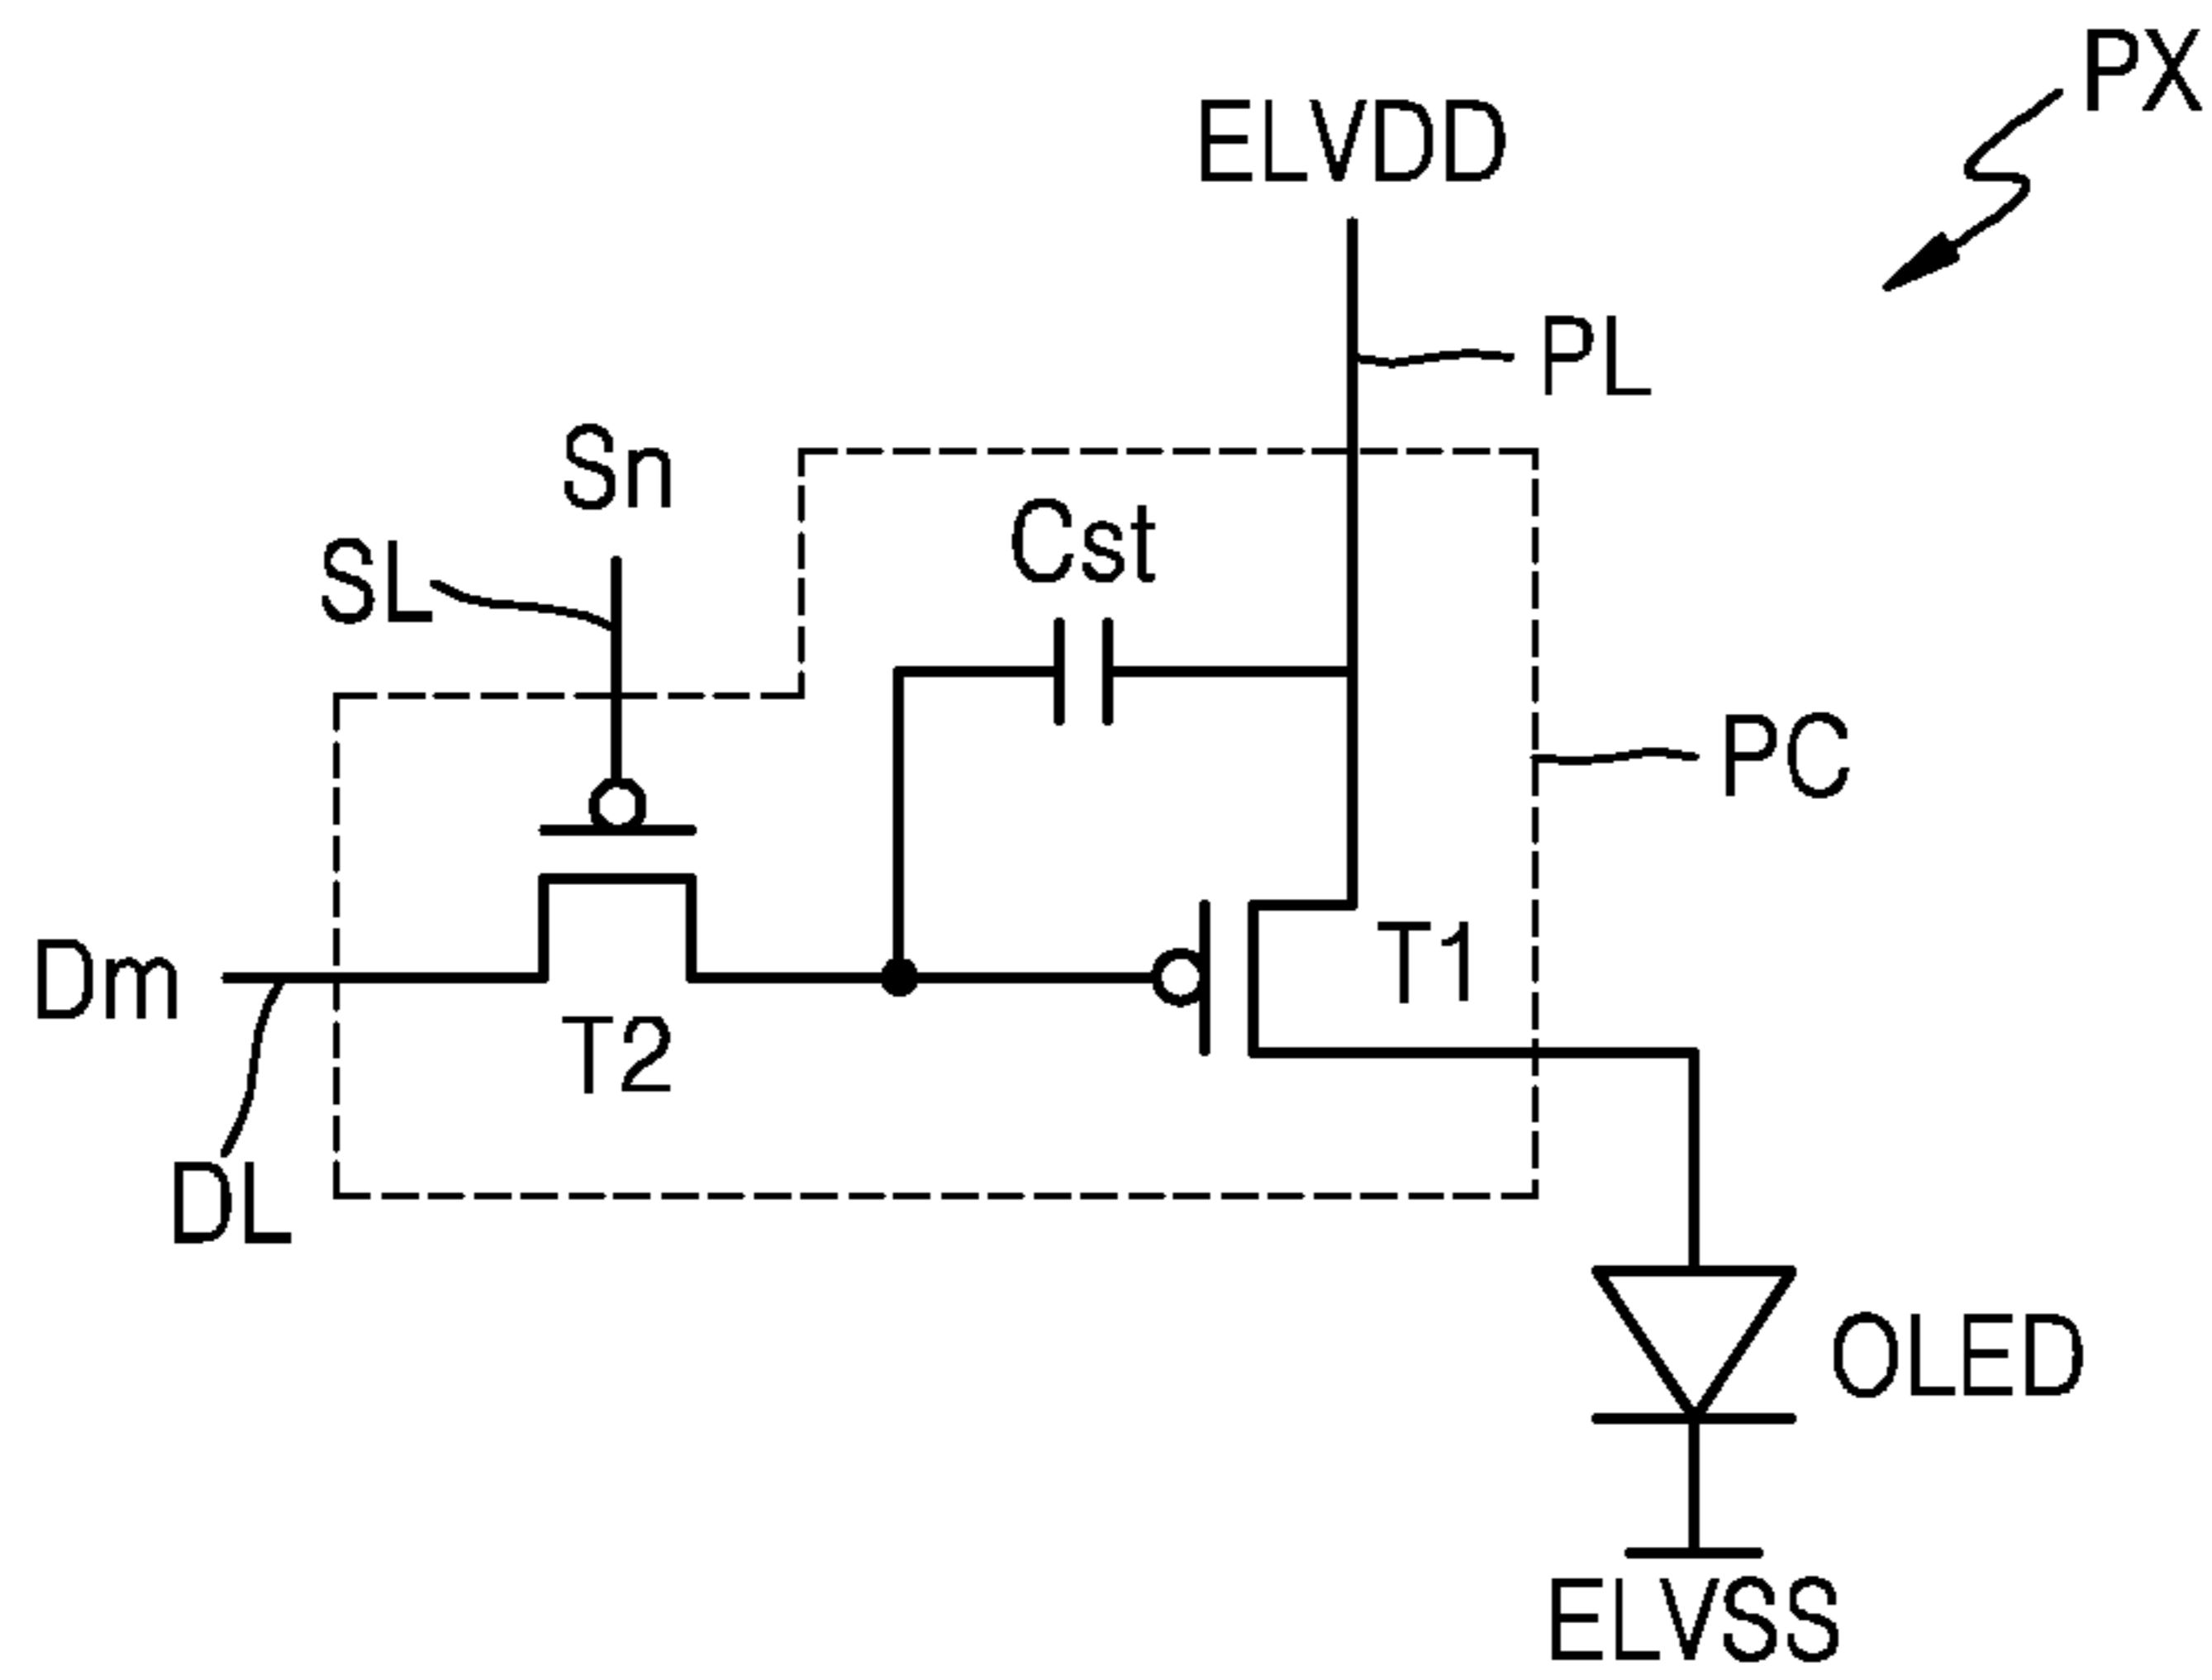 PX
ELVDD
PL
Sn
Cst
SL
PC
T1
Dm
T2
DL
OLED
ELVSS